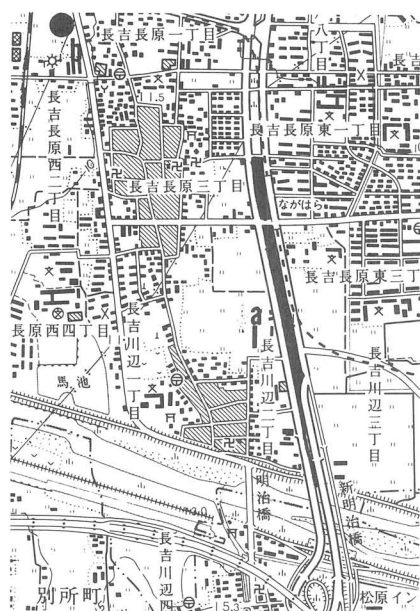 長吉長原一丁目
八丁目
長吉
b
11.5
長吉長原西二丁目
長吉長原東一丁目
長吉長原三丁目
ながはら
長吉長原東三丁
長原西四丁目
a
長吉川辺一丁目
長吉川辺二丁目
長吉川辺三丁目
馬池
明治橋
新明治橋
長吉川辺四
別所町
15.3
松原イン